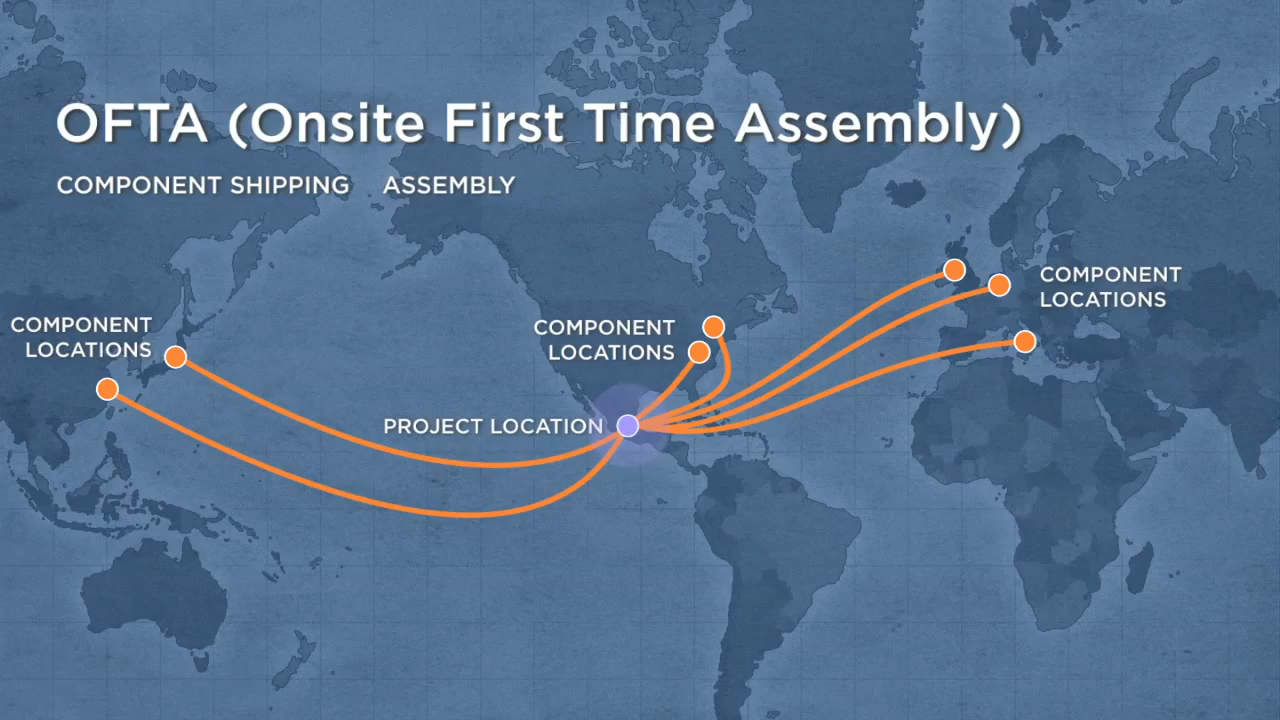 OFTA (Onsite First Time Assembly)
COMPONENT SHIPPING ASSEMBLY
COMPONENT
LOCATIONS
COMPONENT
LOCATIONS
COMPONENT
LOCATIONS
PROJECT LOCATION